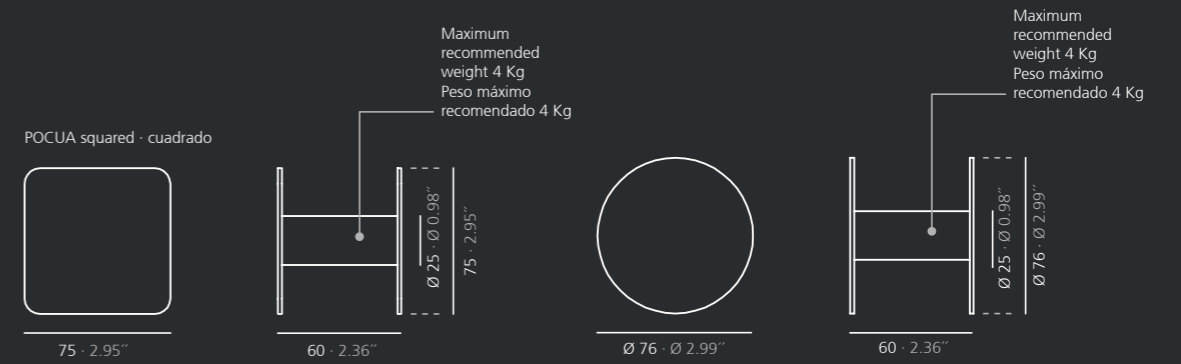 Maximum
recommended
weight 4 Kg
Peso máximo
recomendado 4 Kg
Maximum
recommended
weight 4 Kg
Peso máximo
recomendado 4 Kg
POCUA squared · cuadrado
Ø 25 · Ø 0.98´´
75 · 2.95´´
Ø 25 · Ø 0.98´´
Ø 76 · Ø 2.99´´
75 · 2.95´´
60 · 2.36´´
Ø 76 · Ø 2.99´´
60 · 2.36´´